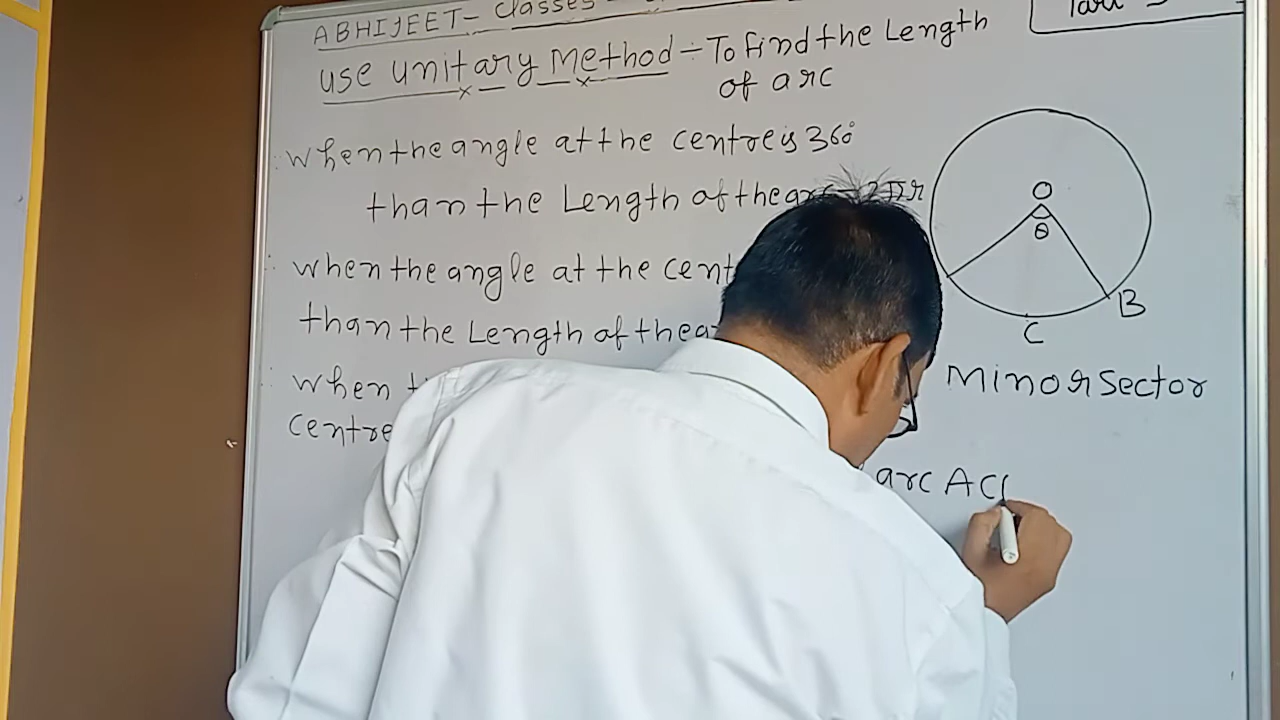 ABHIJEET- Classes-
use unitary Method ÷ To find the Length
of arc
when the angle at the centre is 360°
than the Length of the arc = 2πr
when the angle at the cent
than the Length of the a
when t
centre
O
θ
B
C
Minor Sector
arc AC